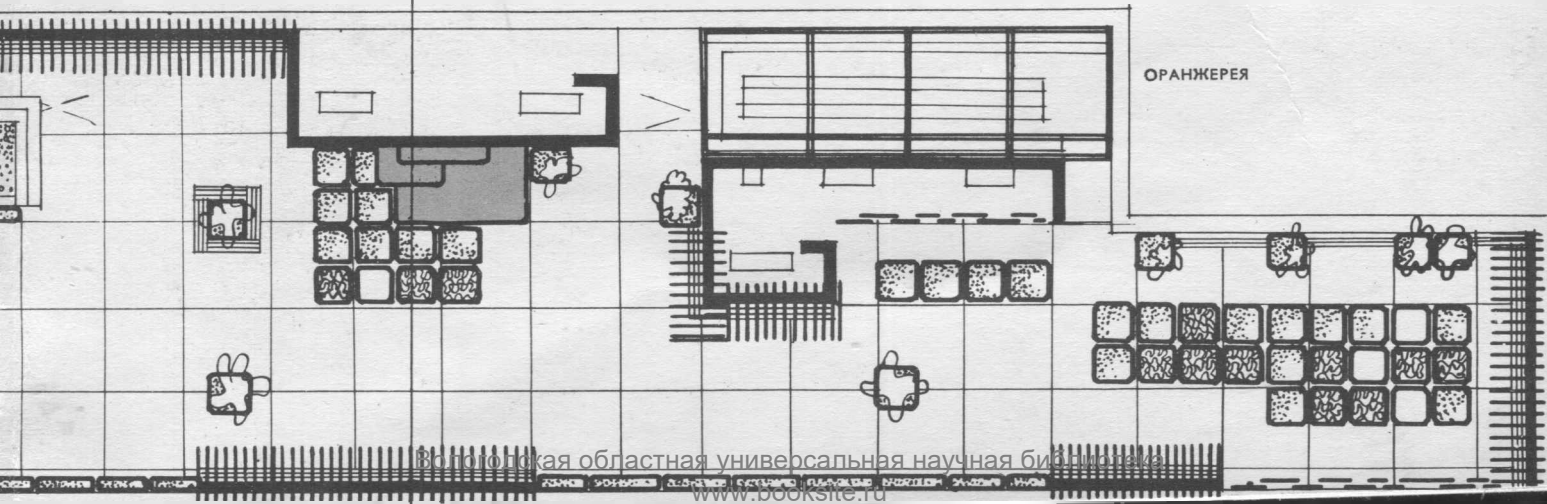 ОРАНЖЕРЕЯ
Вологодская областная универсальная научная библиотека
www.booksite.ru